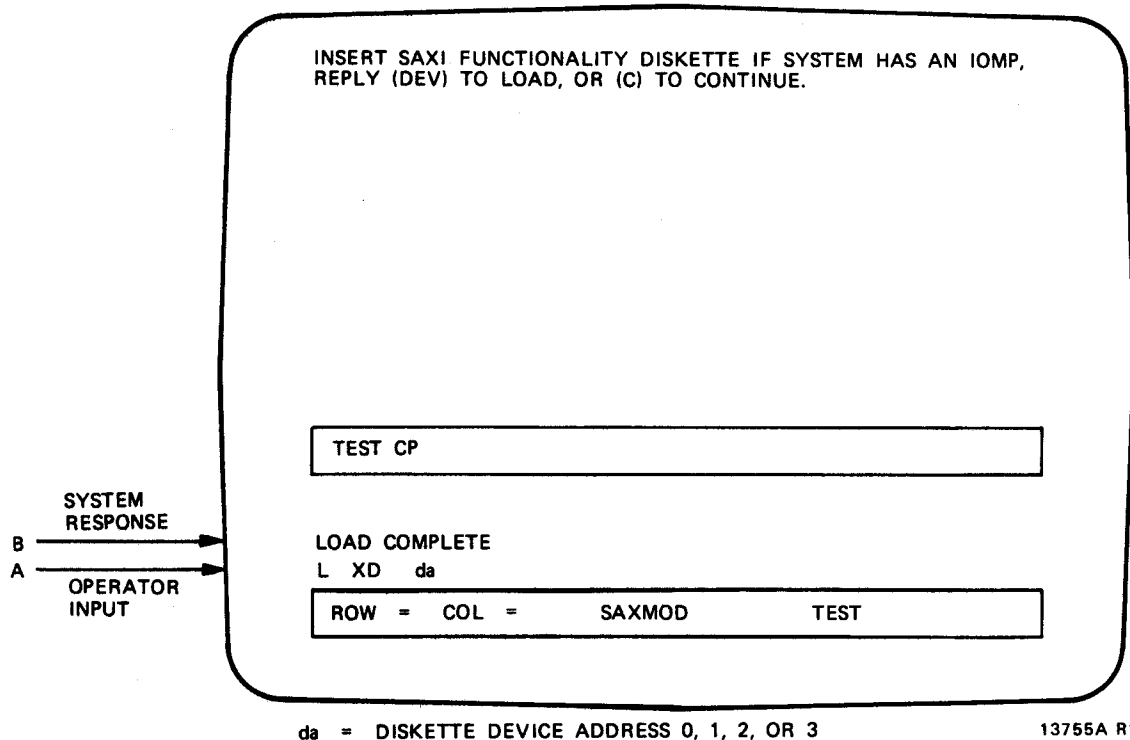 INSERT SAXI FUNCTIONALITY DISKETTE IF SYSTEM HAS AN IOMP,
REPLY (DEV) TO LOAD, OR (C) TO CONTINUE.
TEST CP
SYSTEM
RESPONSE
B
LOAD COMPLETE
A
L XD da
OPERATOR
INPUT
ROW = COL = SAXMOD TEST
da = DISKETTE DEVICE ADDRESS 0, 1, 2, OR 3
13755A R